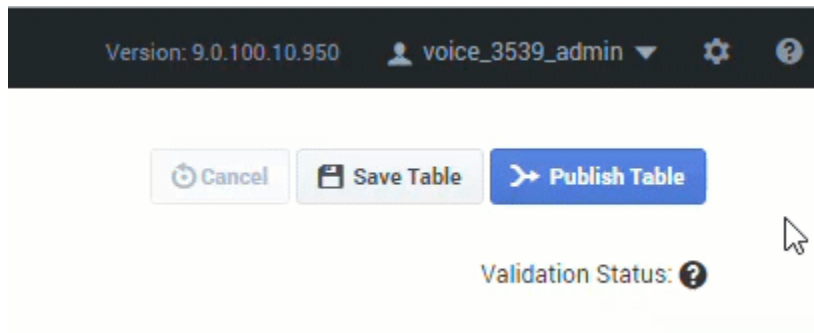 Version: 9.0.100.10.950 voice_3539_admin
Cancel Save Table Publish Table
Validation Status: